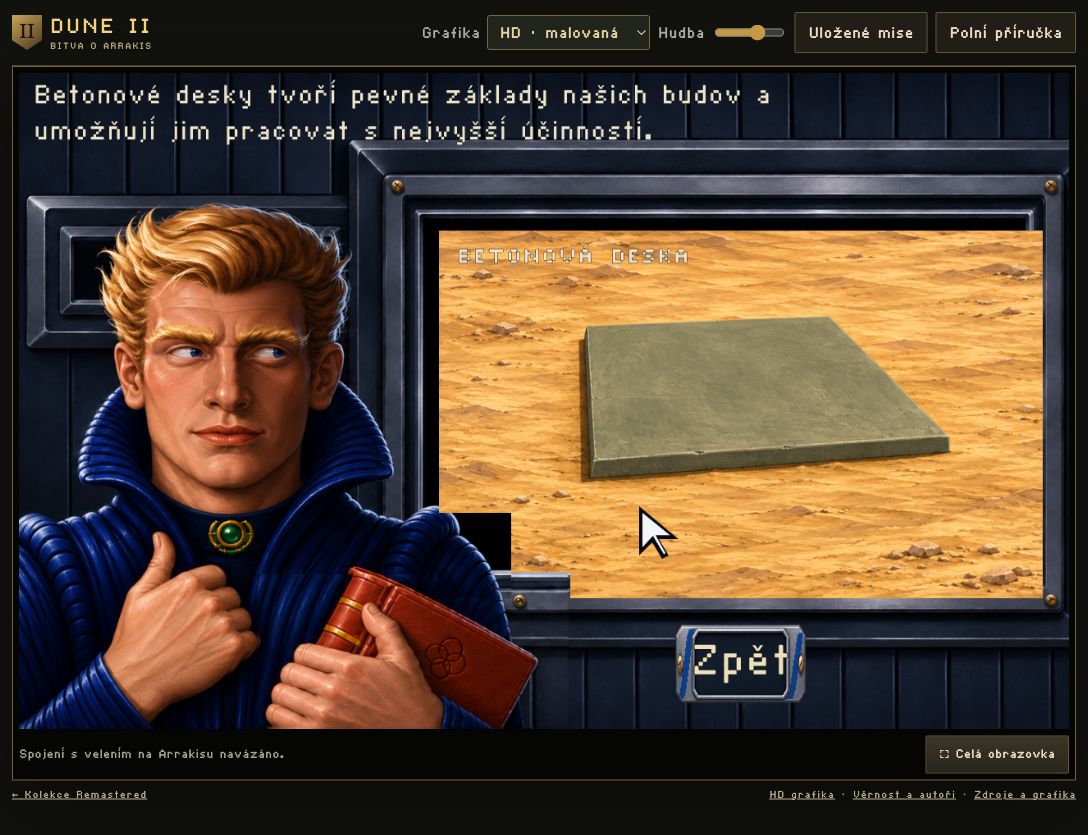 II DUNE II
BITVA O ARRAKIS
Grafika HD · malovaná Hudba Uložené mise Polní příručka
Betonové desky tvoří pevné základy našich budov a
umožňují jim pracovat s nejvyšší účinností.
BETONOVÁ DESKA
Zpět
Spojení s velením na Arrakisu navázáno.
Celá obrazovka
← Kolekce Remastered
HD grafika · Věrnost a autoři · Zdroje a grafika